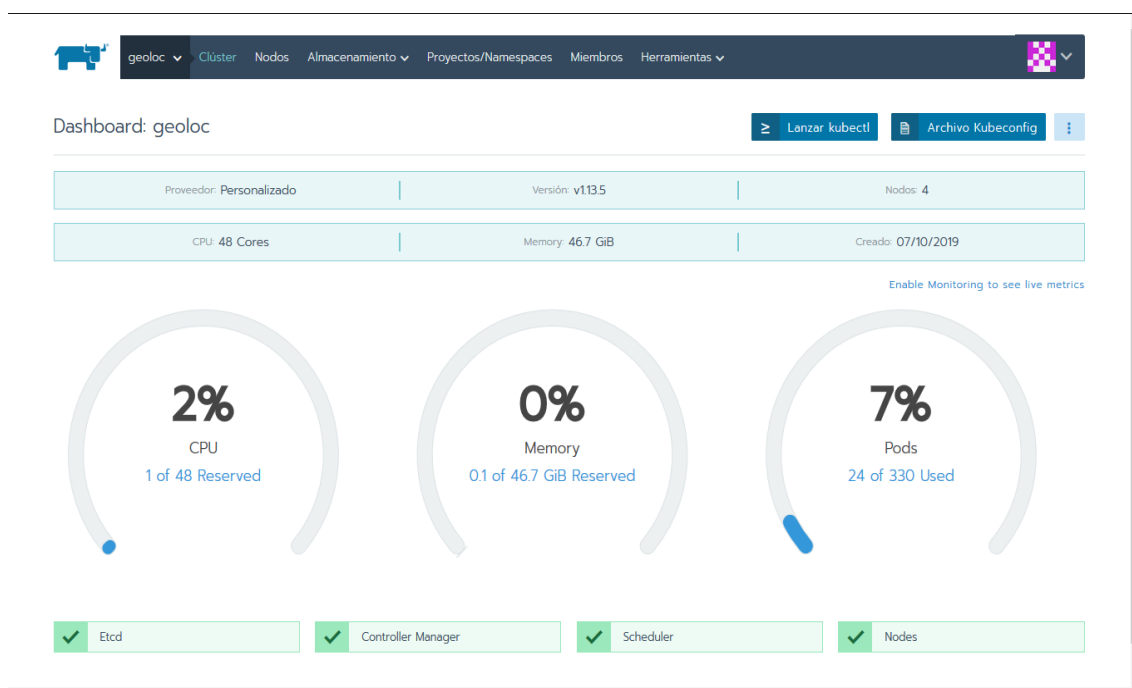 geoloc Clúster Nodos Almacenamiento Proyectos/Namespaces Miembros Herramientas
Dashboard: geoloc
Lanzar kubectl
Archivo Kubeconfig
Proveedor: Personalizado
Versión: v1.13.5
Nodos: 4
CPU: 48 Cores
Memory: 46.7 GiB
Creado: 07/10/2019
Enable Monitoring to see live metrics
2%
CPU
1 of 48 Reserved
0%
Memory
0.1 of 46.7 GiB Reserved
7%
Pods
24 of 330 Used
Etcd
Controller Manager
Scheduler
Nodes